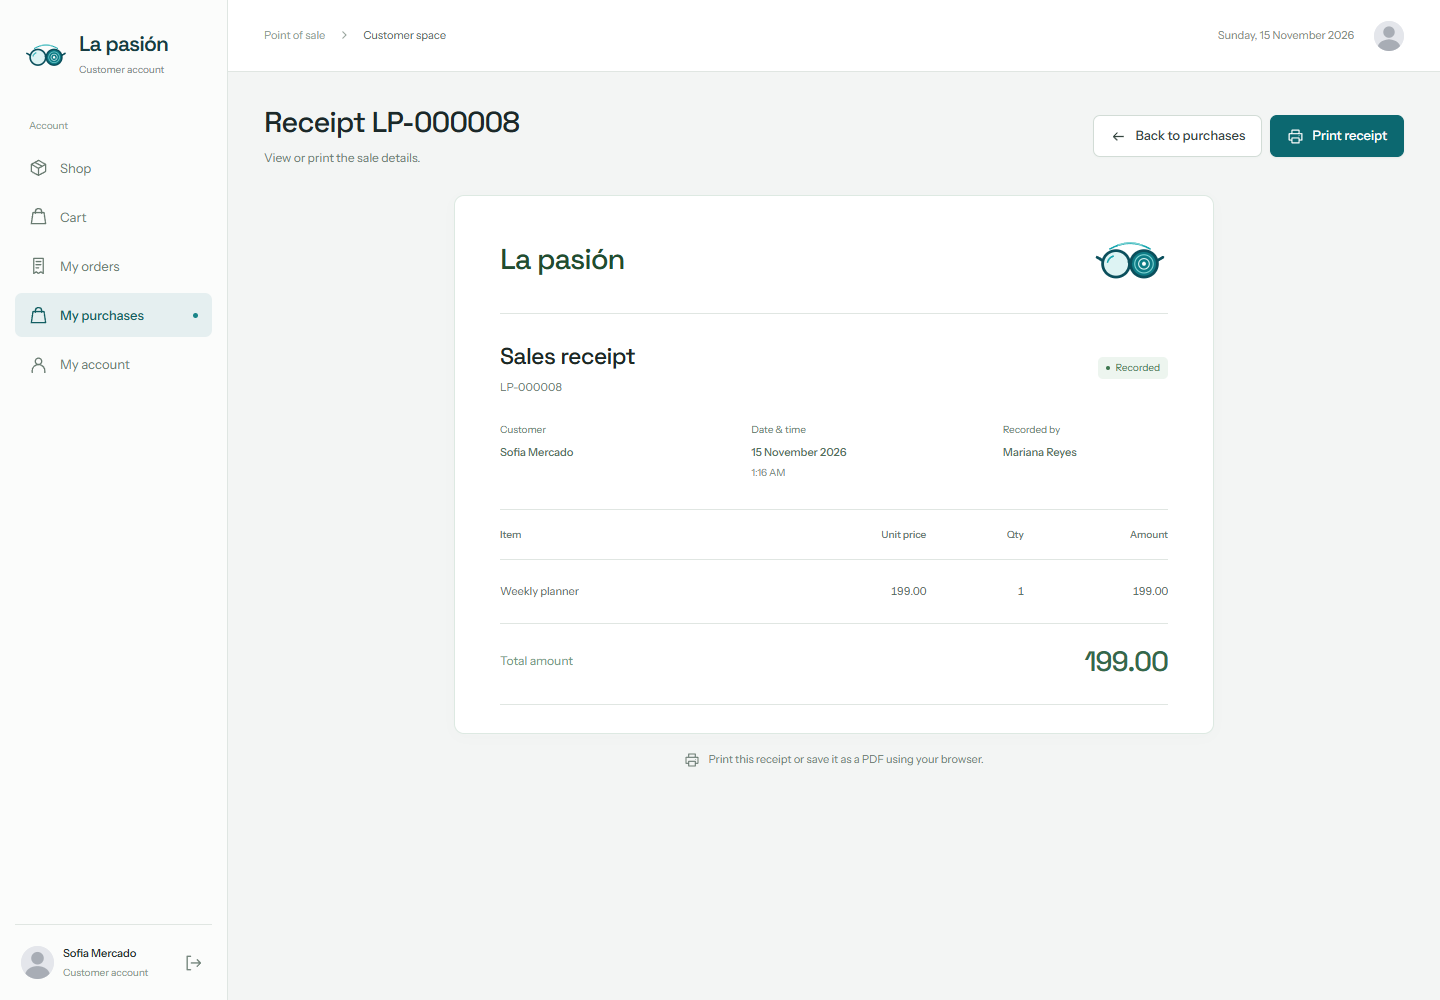 La pasión
Customer account
Account
Shop
Cart
My orders
My purchases
My account
Sofia Mercado
Customer account
Point of sale
Customer space
Sunday, 15 November 2026
Receipt LP-000008
View or print the sale details.
Back to purchases
Print receipt
La pasión
Sales receipt
LP-000008
Recorded
Customer
Sofia Mercado
Date & time
15 November 2026
1:16 AM
Recorded by
Mariana Reyes
Item Unit price Qty Amount
Weekly planner 199.00 1 199.00
Total amount 199.00
Print this receipt or save it as a PDF using your browser.